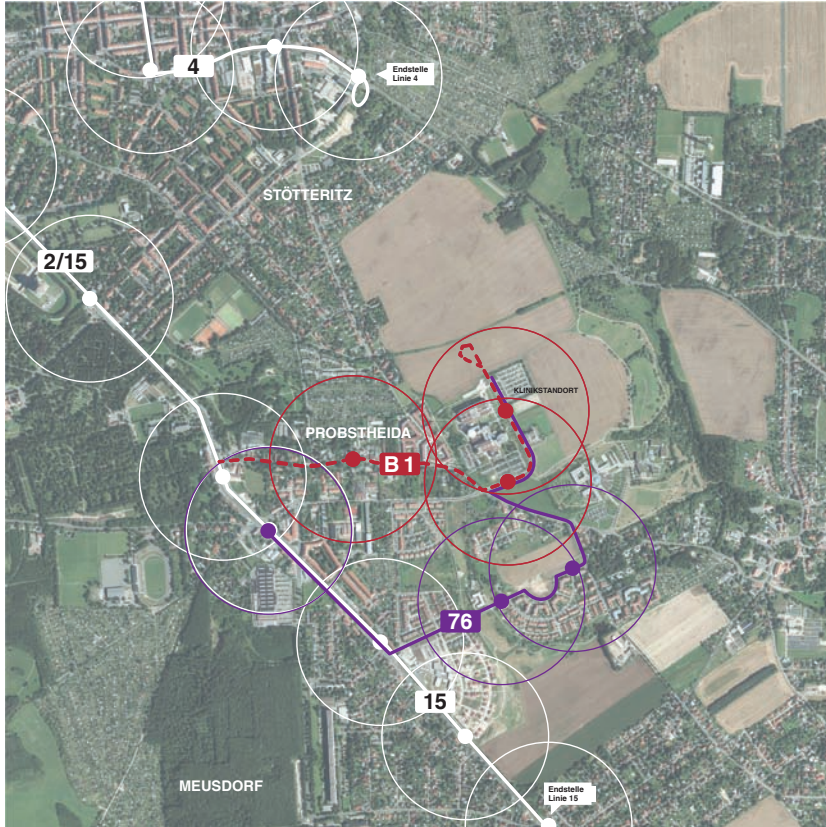 4
Endstelle
Linie 4
STÖTTERITZ
2/15
KLINIKSTANDORT
PROBSTHEIDA
B 1
76
15
MEUSDORF
Endstelle
Linie 15